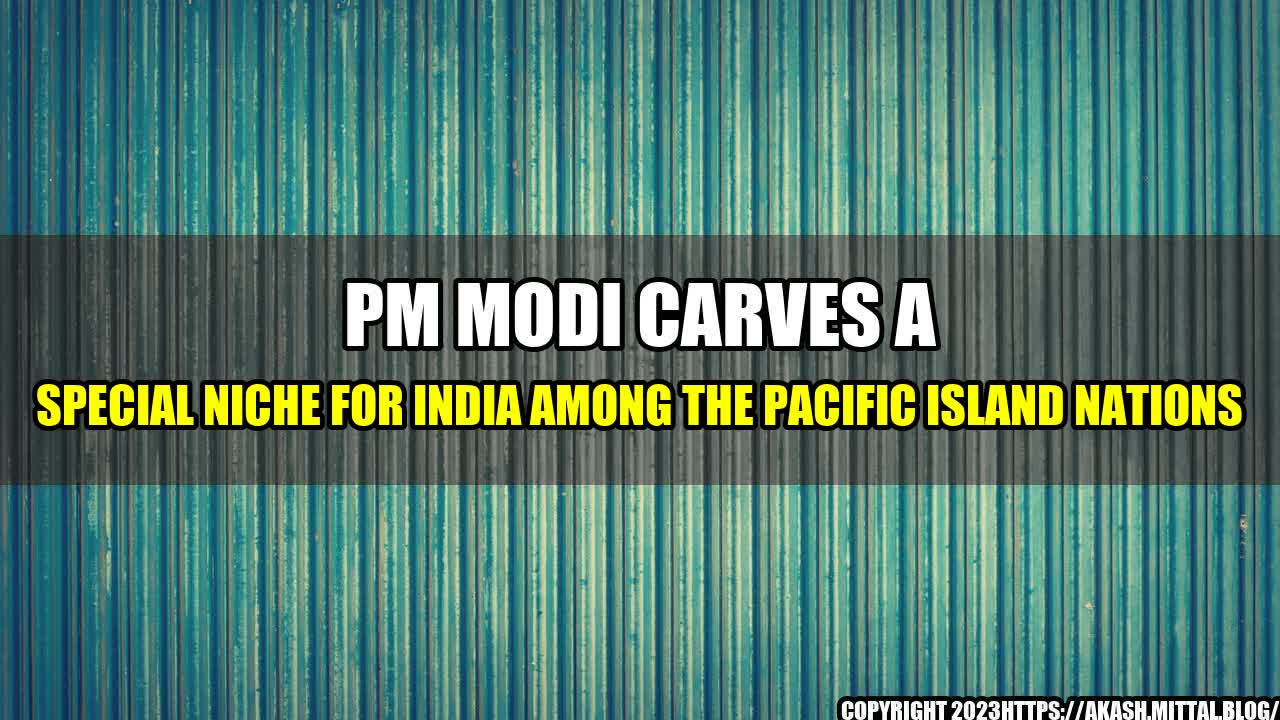 PM MODI CARVES A
SPECIAL NICHE FOR INDIA AMONG THE PACIFIC ISLAND NATIONS
COPYRIGHT 2023HTTPS://AKASH.MITTAL.BLOG/